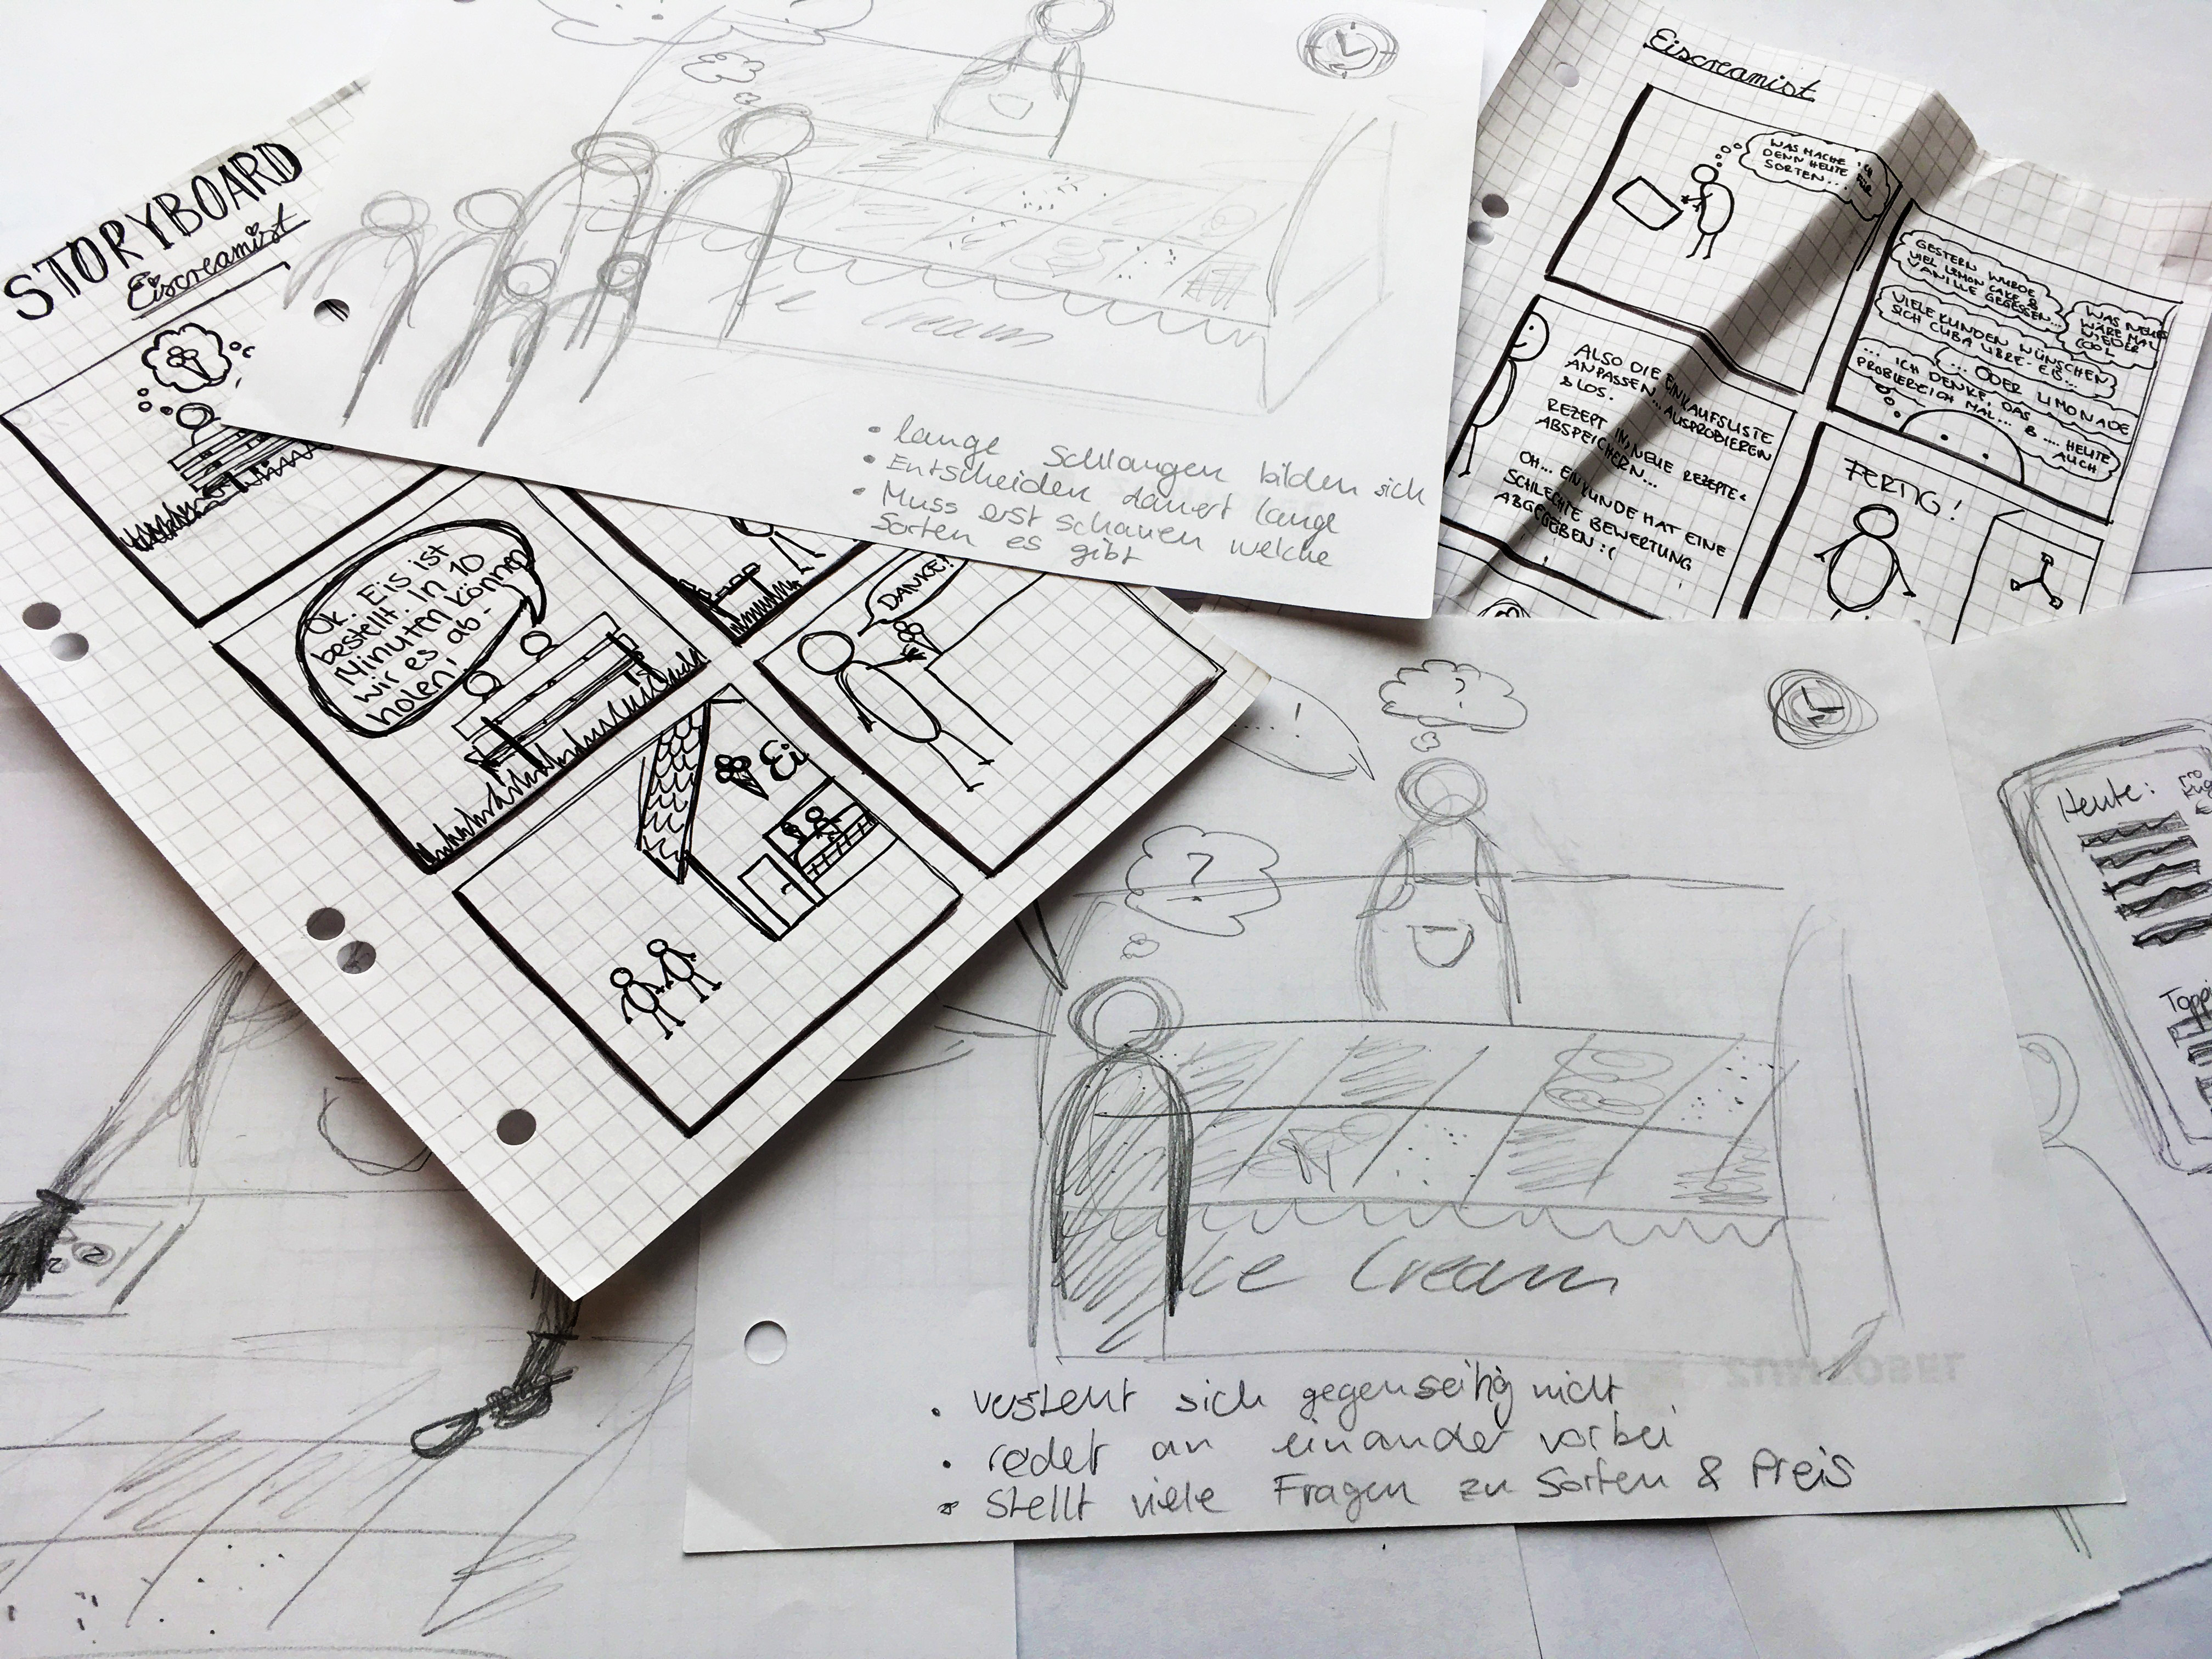 STORYBOARD
Eiscreamist
Ok. Eis ist
bestellt. In 10
Minuten können
wir es ab-
holen!
DANKE!
Ei
Ice Cream
• lange Schlangen bilden sich
• Entscheiden dauert lange
• Muss erst schauen welche
Sorten es gibt
Eiscreamist
WAS MACHE ICH
DENN HEUTE FÜR
SORTEN...
GESTERN WURDE
VIEL LEMON CAKE &
VANILLE GEGESSEN...
WAS NEUES
WÄRE MAL
WIEDER
COOL
VIELE KUNDEN WÜNSCHEN
SICH CUBA LIBRE-EIS...
... ODER LIMONADE
... ICH DENKE, DAS
PROBIERE ICH MAL... & .... HEUTE
AUCH
ALSO DIE EINKAUFSLISTE
ANPASSEN... AUSPROBIEREN
& LOS.
REZEPT IN „NEUE REZEPTE“
ABSPEICHERN...
OH... EIN KUNDE HAT EINE
SCHLECHTE BEWERTUNG
ABGEGEBEN :(
FERTIG!
....!
?
?
Ice Cream
• versteht sich gegenseitig nicht
• redet an einander vorbei
• stellt viele Fragen zu Sorten & Preis
Heute:
Toppi